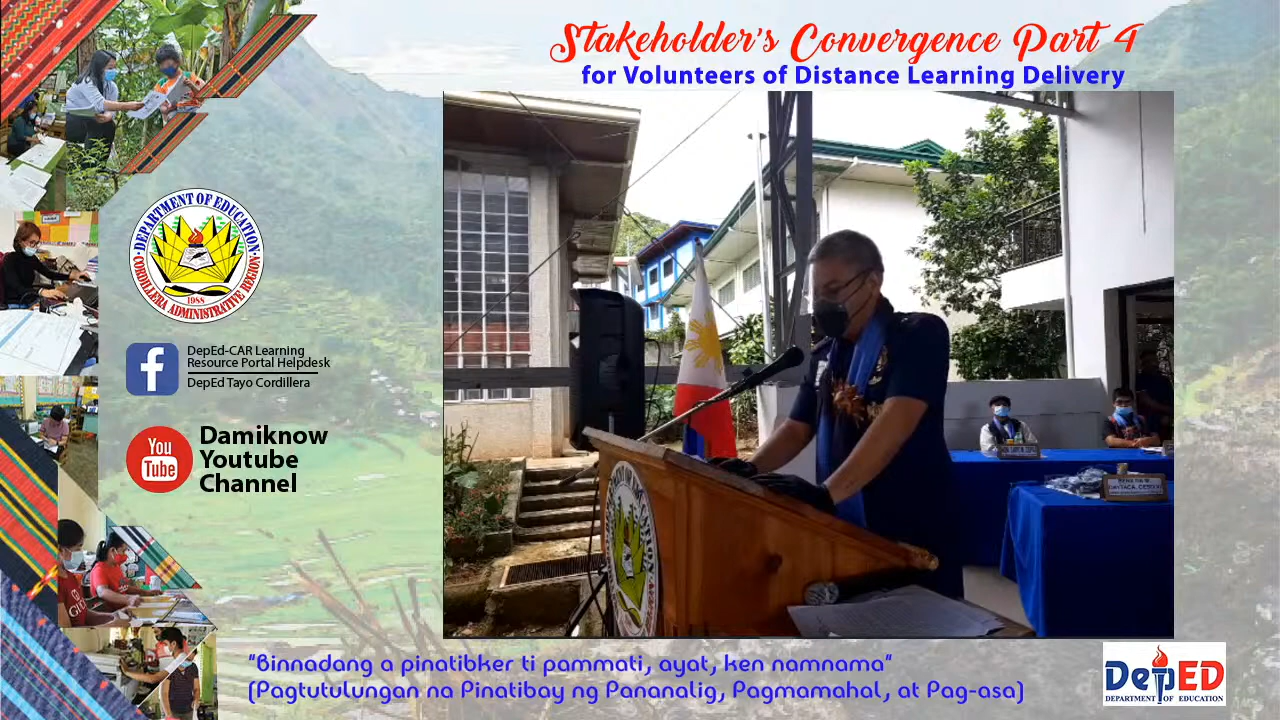 Stakeholder's Convergence Part 4
for Volunteers of Distance Learning Delivery
DEPARTMENT OF EDUCATION
CORDILLERA ADMINISTRATIVE REGION
1988
DepEd-CAR Learning
Resource Portal Helpdesk
DepEd Tayo Cordillera
You
Tube
Damiknow
Youtube
Channel
"Binnadang a pinatibker ti pammati, ayat, ken namnama"
(Pagtutulungan na Pinatibay ng Pananalig, Pagmamahal, at Pag-asa)
DepED
DEPARTMENT OF EDUCATION